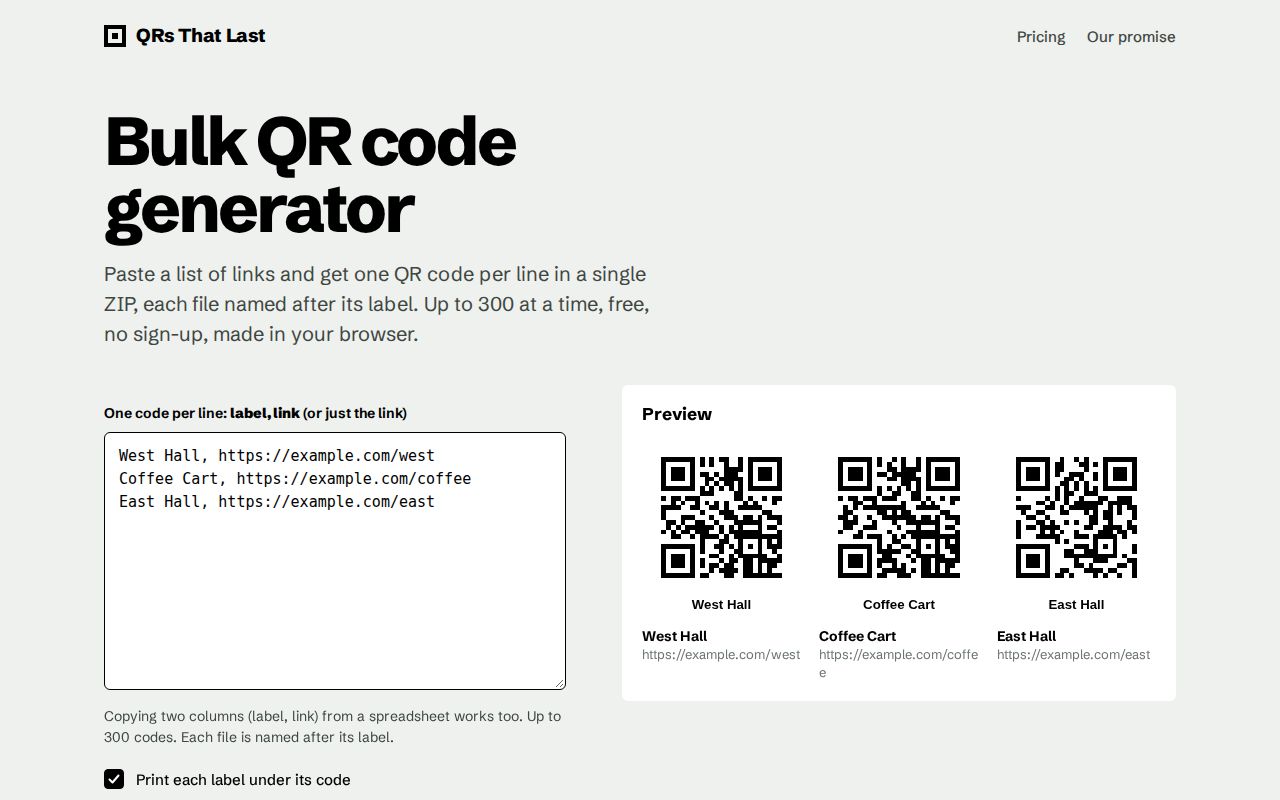 QRs That Last
Pricing
Our promise
Bulk QR code
generator
Paste a list of links and get one QR code per line in a single
ZIP, each file named after its label. Up to 300 at a time, free,
no sign-up, made in your browser.
One code per line: label, link (or just the link)
West Hall, https://example.com/west
Coffee Cart, https://example.com/coffee
East Hall, https://example.com/east
Copying two columns (label, link) from a spreadsheet works too. Up to
300 codes. Each file is named after its label.
Print each label under its code
Preview
West Hall
Coffee Cart
East Hall
West Hall
https://example.com/west
Coffee Cart
https://example.com/coffe
e
East Hall
https://example.com/east